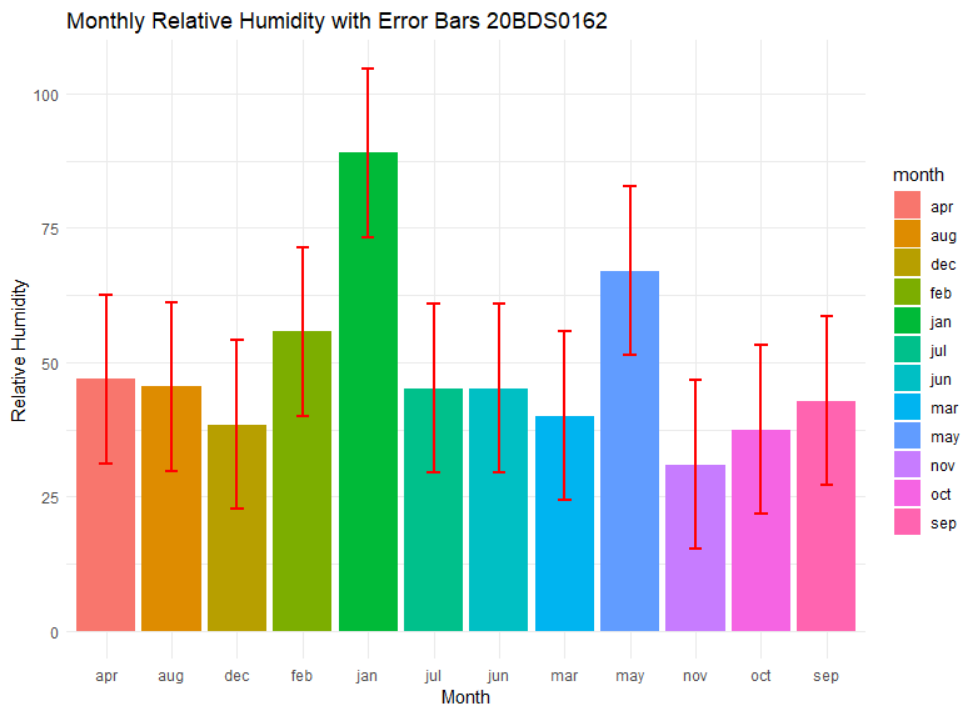 Monthly Relative Humidity with Error Bars 20BDS0162
Relative Humidity
100
75
50
25
0
apr aug dec feb jan jul jun mar may nov oct sep
Month
month
apr
aug
dec
feb
jan
jul
jun
mar
may
nov
oct
sep